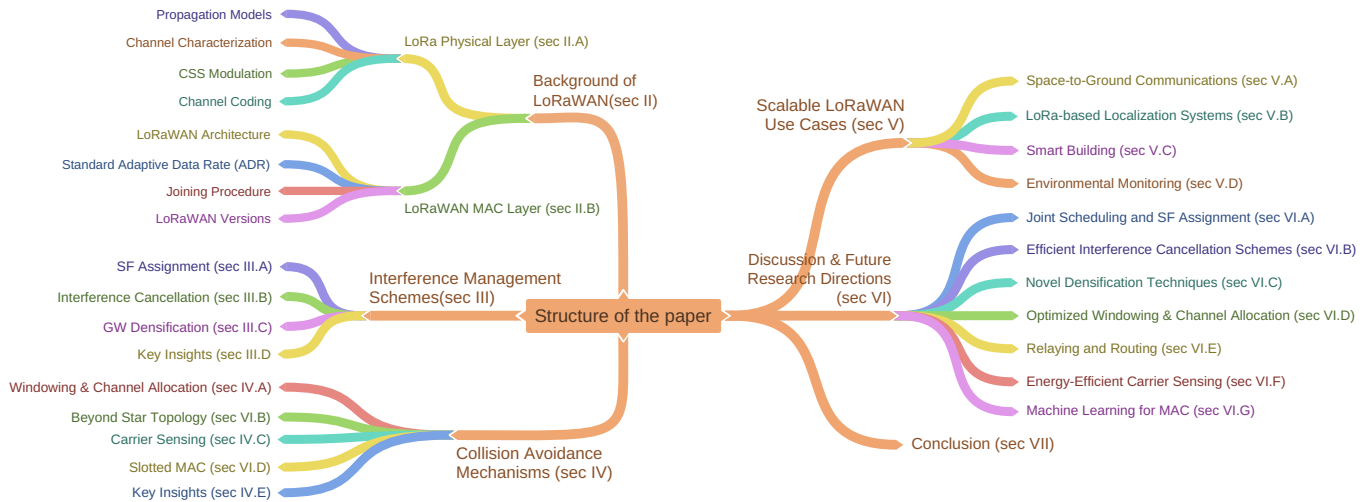 Structure of the paper
Background of
LoRaWAN(sec II)
LoRa Physical Layer (sec II.A)
Propagation Models
Channel Characterization
CSS Modulation
Channel Coding
LoRaWAN MAC Layer (sec II.B)
LoRaWAN Architecture
Standard Adaptive Data Rate (ADR)
Joining Procedure
LoRaWAN Versions
Interference Management
Schemes(sec III)
SF Assignment (sec III.A)
Interference Cancellation (sec III.B)
GW Densification (sec III.C)
Key Insights (sec III.D
Collision Avoidance
Mechanisms (sec IV)
Windowing & Channel Allocation (sec IV.A)
Beyond Star Topology (sec VI.B)
Carrier Sensing (sec IV.C)
Slotted MAC (sec VI.D)
Key Insights (sec IV.E)
Scalable LoRaWAN
Use Cases (sec V)
Space-to-Ground Communications (sec V.A)
LoRa-based Localization Systems (sec V.B)
Smart Building (sec V.C)
Environmental Monitoring (sec V.D)
Discussion & Future
Research Directions
(sec VI)
Joint Scheduling and SF Assignment (sec VI.A)
Efficient Interference Cancellation Schemes (sec VI.B)
Novel Densification Techniques (sec VI.C)
Optimized Windowing & Channel Allocation (sec VI.D)
Relaying and Routing (sec VI.E)
Energy-Efficient Carrier Sensing (sec VI.F)
Machine Learning for MAC (sec VI.G)
Conclusion (sec VII)